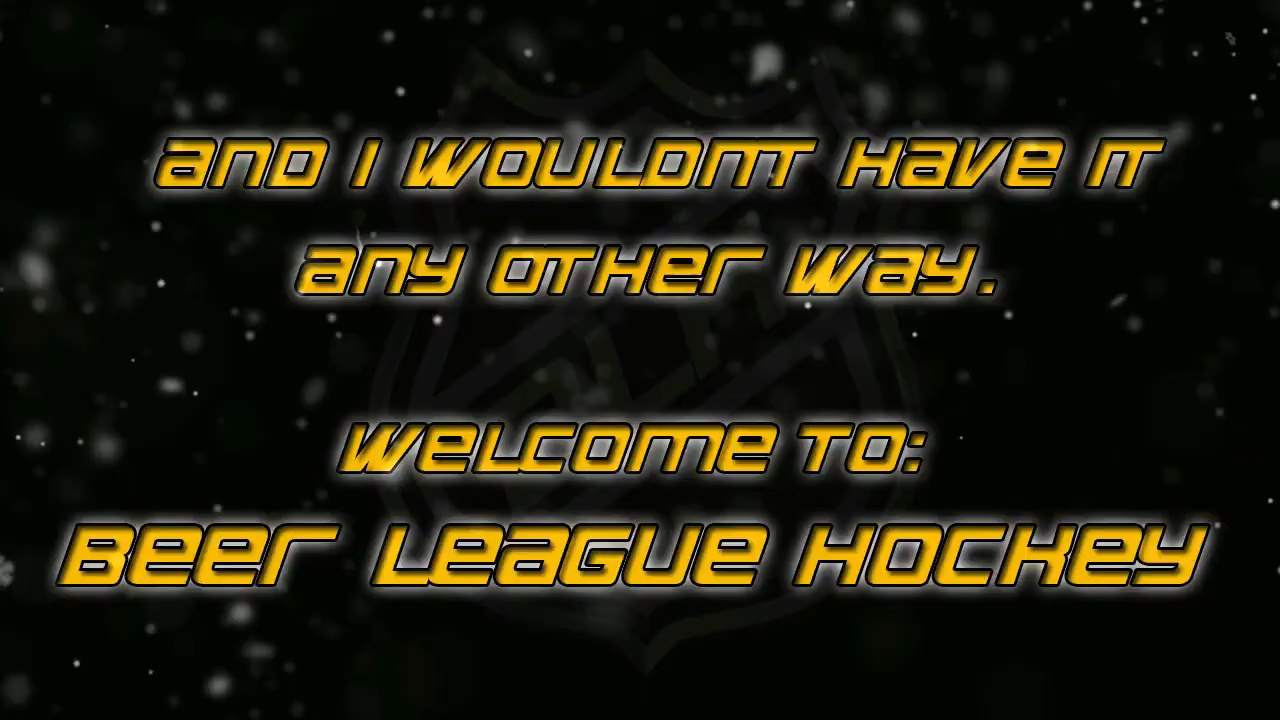 AND I WOULDNT HAVE IT
ANY OTHER WAY.
WELCOME TO:
BEER LEAGUE HOCKEY